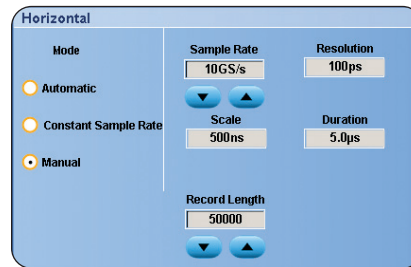 Horizontal
Mode
Automatic
Constant Sample Rate
Manual
Sample Rate
10GS/s
Resolution
100ps
Scale
500ns
Duration
5.0µs
Record Length
50000